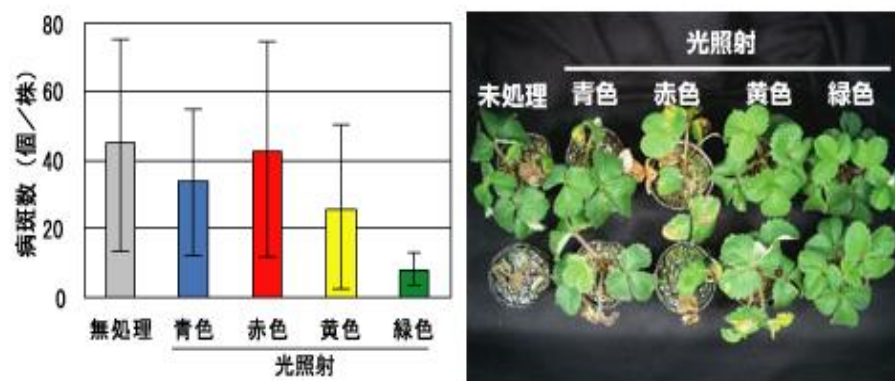 病斑数（個／株）
80
60
40
20
0
無処理 青色 赤色 黄色 緑色
光照射
光照射
未処理 青色 赤色 黄色 緑色